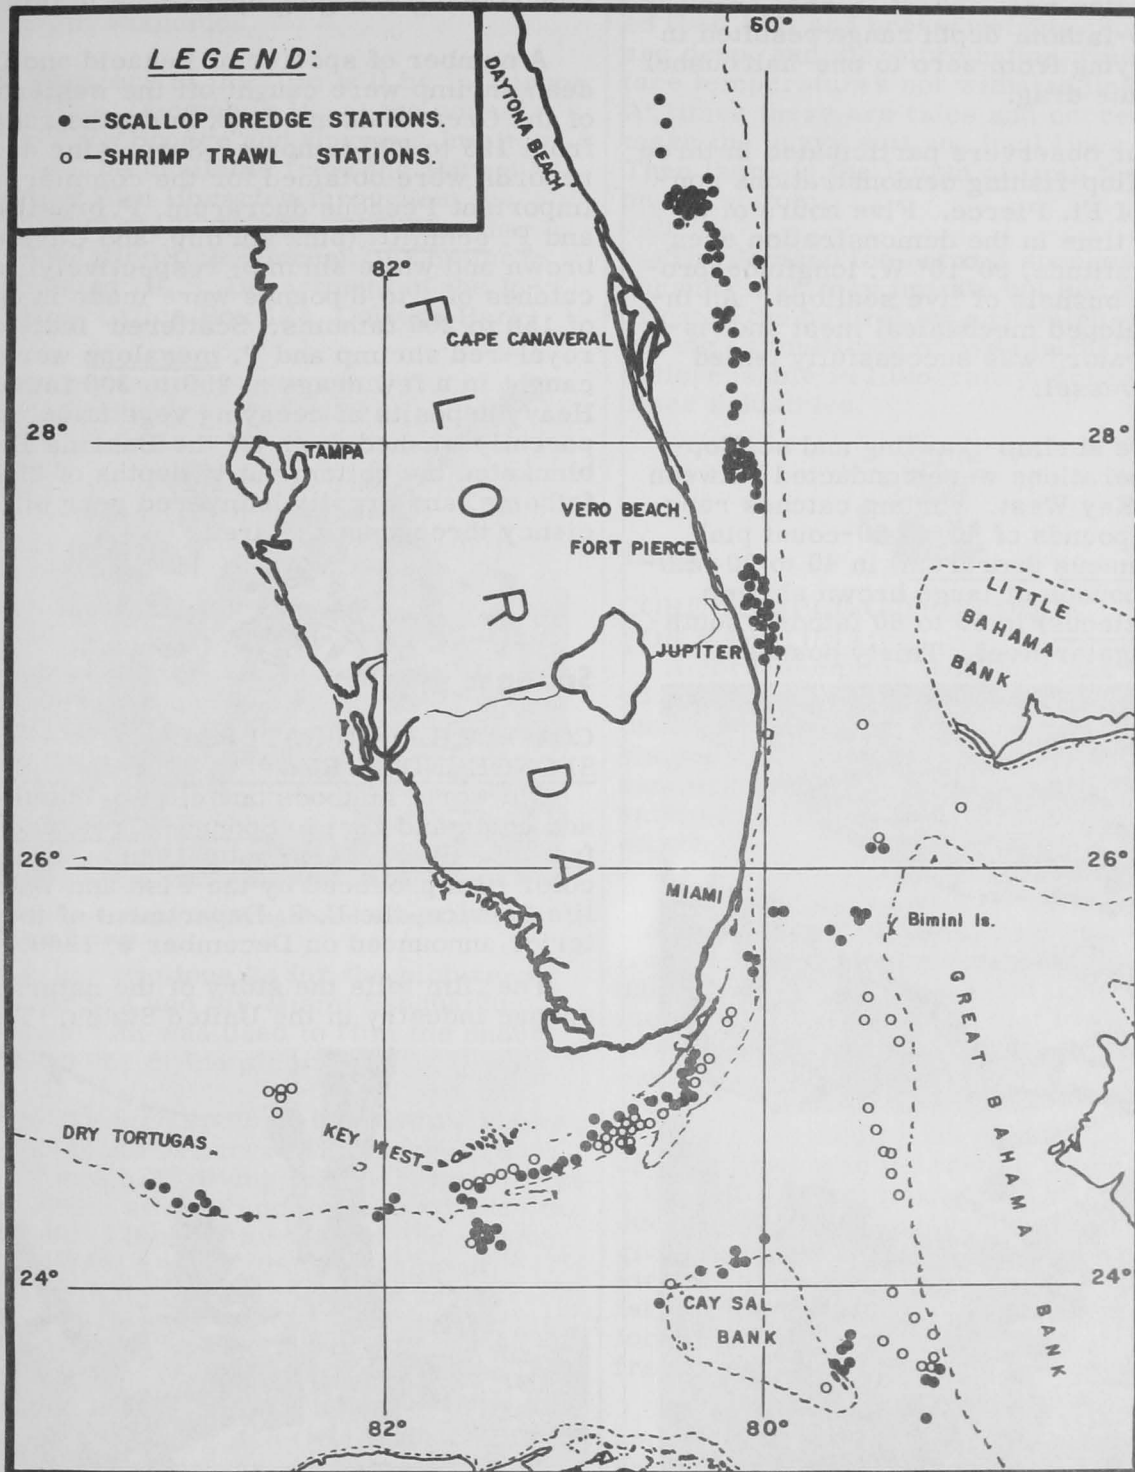 80°
LEGEND:
● — SCALLOP DREDGE STATIONS.
○ — SHRIMP TRAWL STATIONS.
DAYTONA BEACH
82°
FLORIDA
CAPE CANAVERAL
28°
28°
TAMPA
VERO BEACH
FORT PIERCE
LITTLE
BAHAMA
BANK
JUPITER
26°
26°
MIAMI
Bimini Is.
GREAT BAHAMA BANK
DRY TORTUGAS
KEY WEST
24°
24°
CAY SAL
BANK
82°
80°